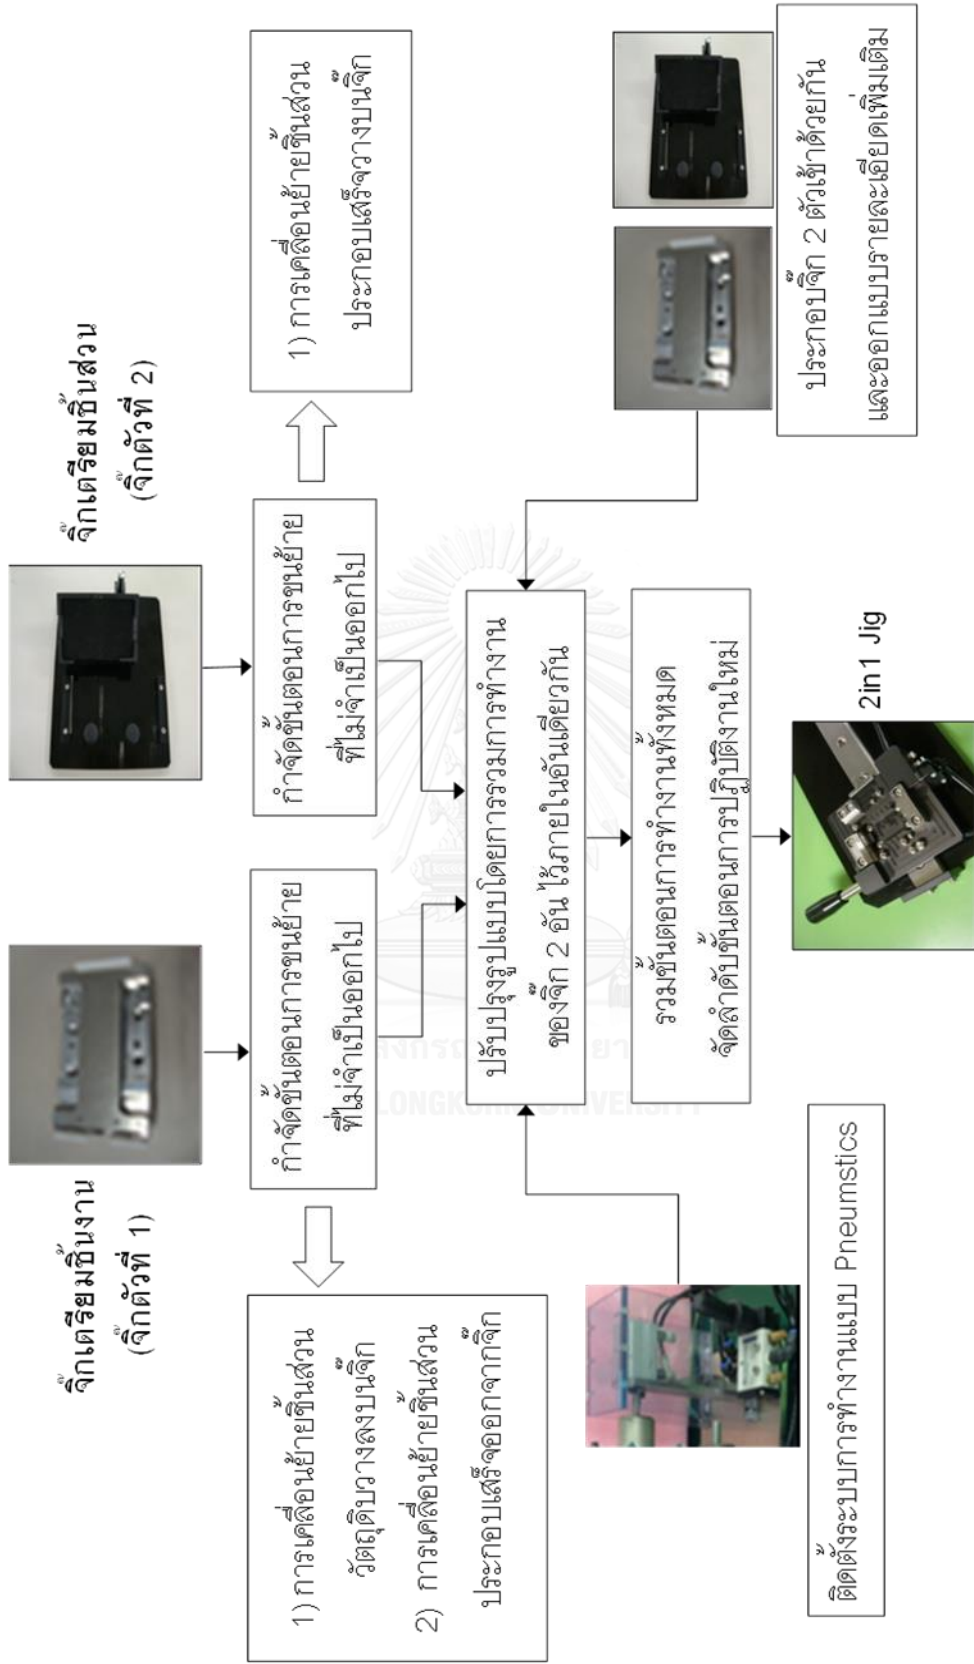 จิ๊กเตรียมชิ้นงาน
(จิ๊กตัวที่ 1)
จิ๊กเตรียมชิ้นส่วน
(จิ๊กตัวที่ 2)
กำจัดขั้นตอนการขนย้าย
ที่ไม่จำเป็นออกไป
กำจัดขั้นตอนการขนย้าย
ที่ไม่จำเป็นออกไป
1) การเคลื่อนย้ายชิ้นส่วน
วัตถุดิบวางลงบนจิ๊ก
2) การเคลื่อนย้ายชิ้นส่วน
ประกอบเสร็จออกจากจิ๊ก
1) การเคลื่อนย้ายชิ้นส่วน
ประกอบเสร็จวางบนจิ๊ก
ปรับปรุงรูปแบบโดยการรวมการทำงาน
ของจิ๊ก 2 อัน ไว้ภายในอันเดียวกัน
รวมขั้นตอนการทำงานทั้งหมด
จัดลำดับขั้นตอนการปฏิบัติงานใหม่
ติดตั้งระบบการทำงานแบบ Pneumstics
2in1 Jig
ประกอบจิ๊ก 2 ตัวเข้าด้วยกัน
และออกแบบรายละเอียดเพิ่มเติม